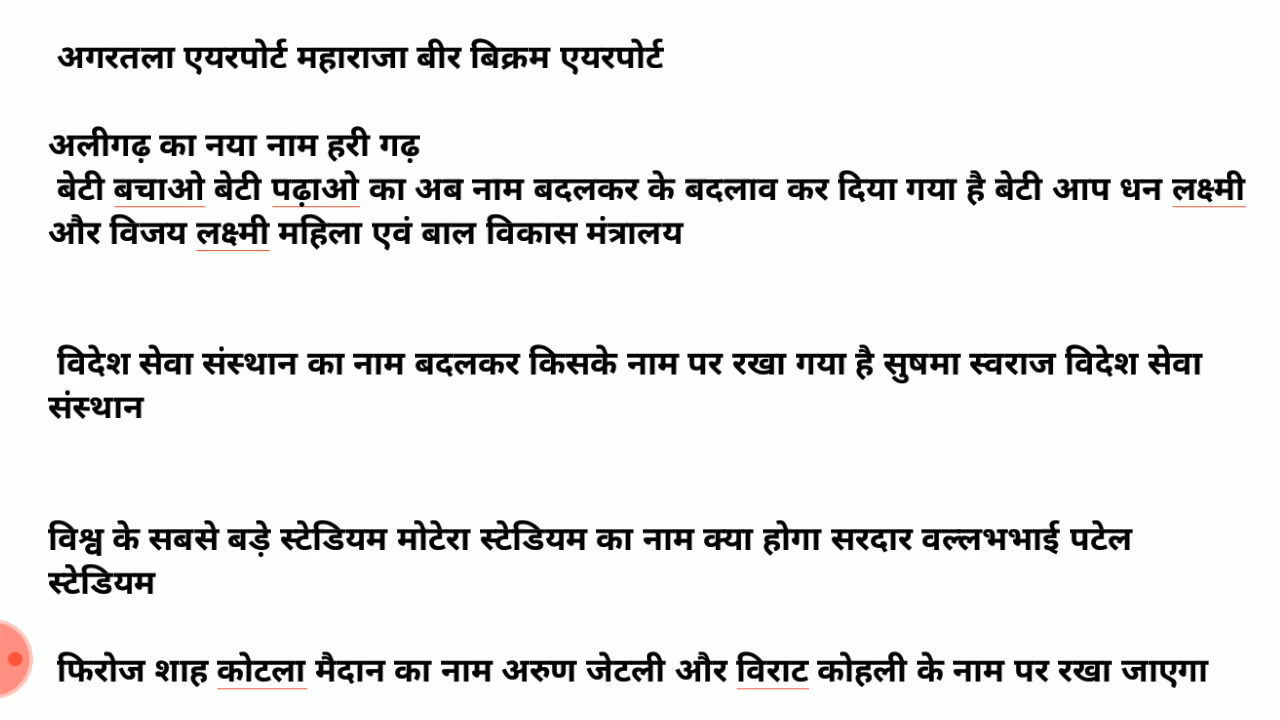 अगरतला एयरपोर्ट महाराजा बीर बिक्रम एयरपोर्ट
अलीगढ़ का नया नाम हरी गढ़
बेटी बचाओ बेटी पढ़ाओ का अब नाम बदलकर के बदलाव कर दिया गया है बेटी आप धन लक्ष्मी
और विजय लक्ष्मी महिला एवं बाल विकास मंत्रालय
विदेश सेवा संस्थान का नाम बदलकर किसके नाम पर रखा गया है सुषमा स्वराज विदेश सेवा
संस्थान
विश्व के सबसे बड़े स्टेडियम मोटेरा स्टेडियम का नाम क्या होगा सरदार वल्लभभाई पटेल
स्टेडियम
फिरोज शाह कोटला मैदान का नाम अरुण जेटली और विराट कोहली के नाम पर रखा जाएगा